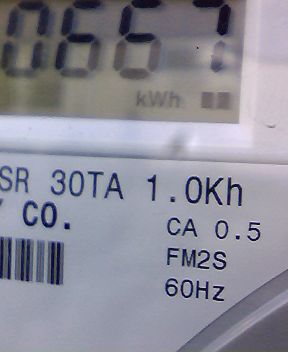 0667
kWh
SR 30TA 1.0Kh
Y CO.
CA 0.5
FM2S
60Hz